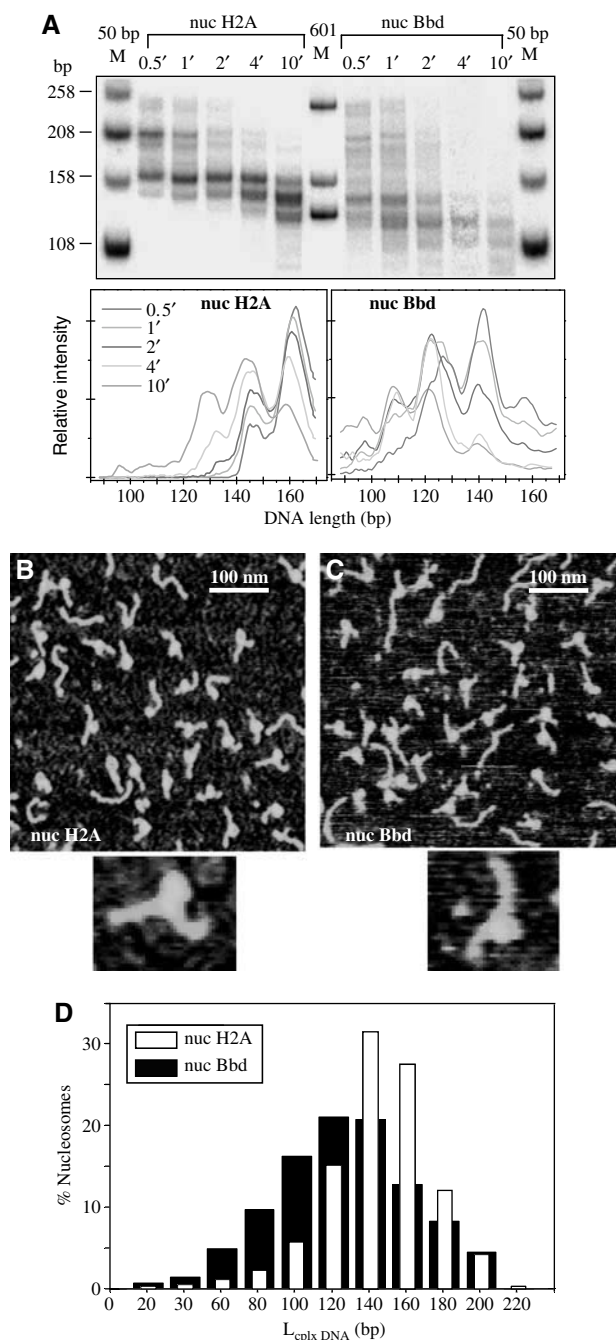 A
nuc H2A
601
nuc Bbd
50 bp
M
0.5′ 1′ 2′ 4′ 10′
M
0.5′ 1′ 2′ 4′ 10′
50 bp
M
bp
258
208
158
108
nuc H2A
0.5′
1′
2′
4′
10′
nuc Bbd
Relative intensity
100 120 140 160
100 120 140 160
DNA length (bp)
B
100 nm
nuc H2A
C
100 nm
nuc Bbd
D
nuc H2A
nuc Bbd
% Nucleosomes
30
20
10
0
0 20 30 60 80 100 120 140 160 180 200 220
L cplx DNA (bp)